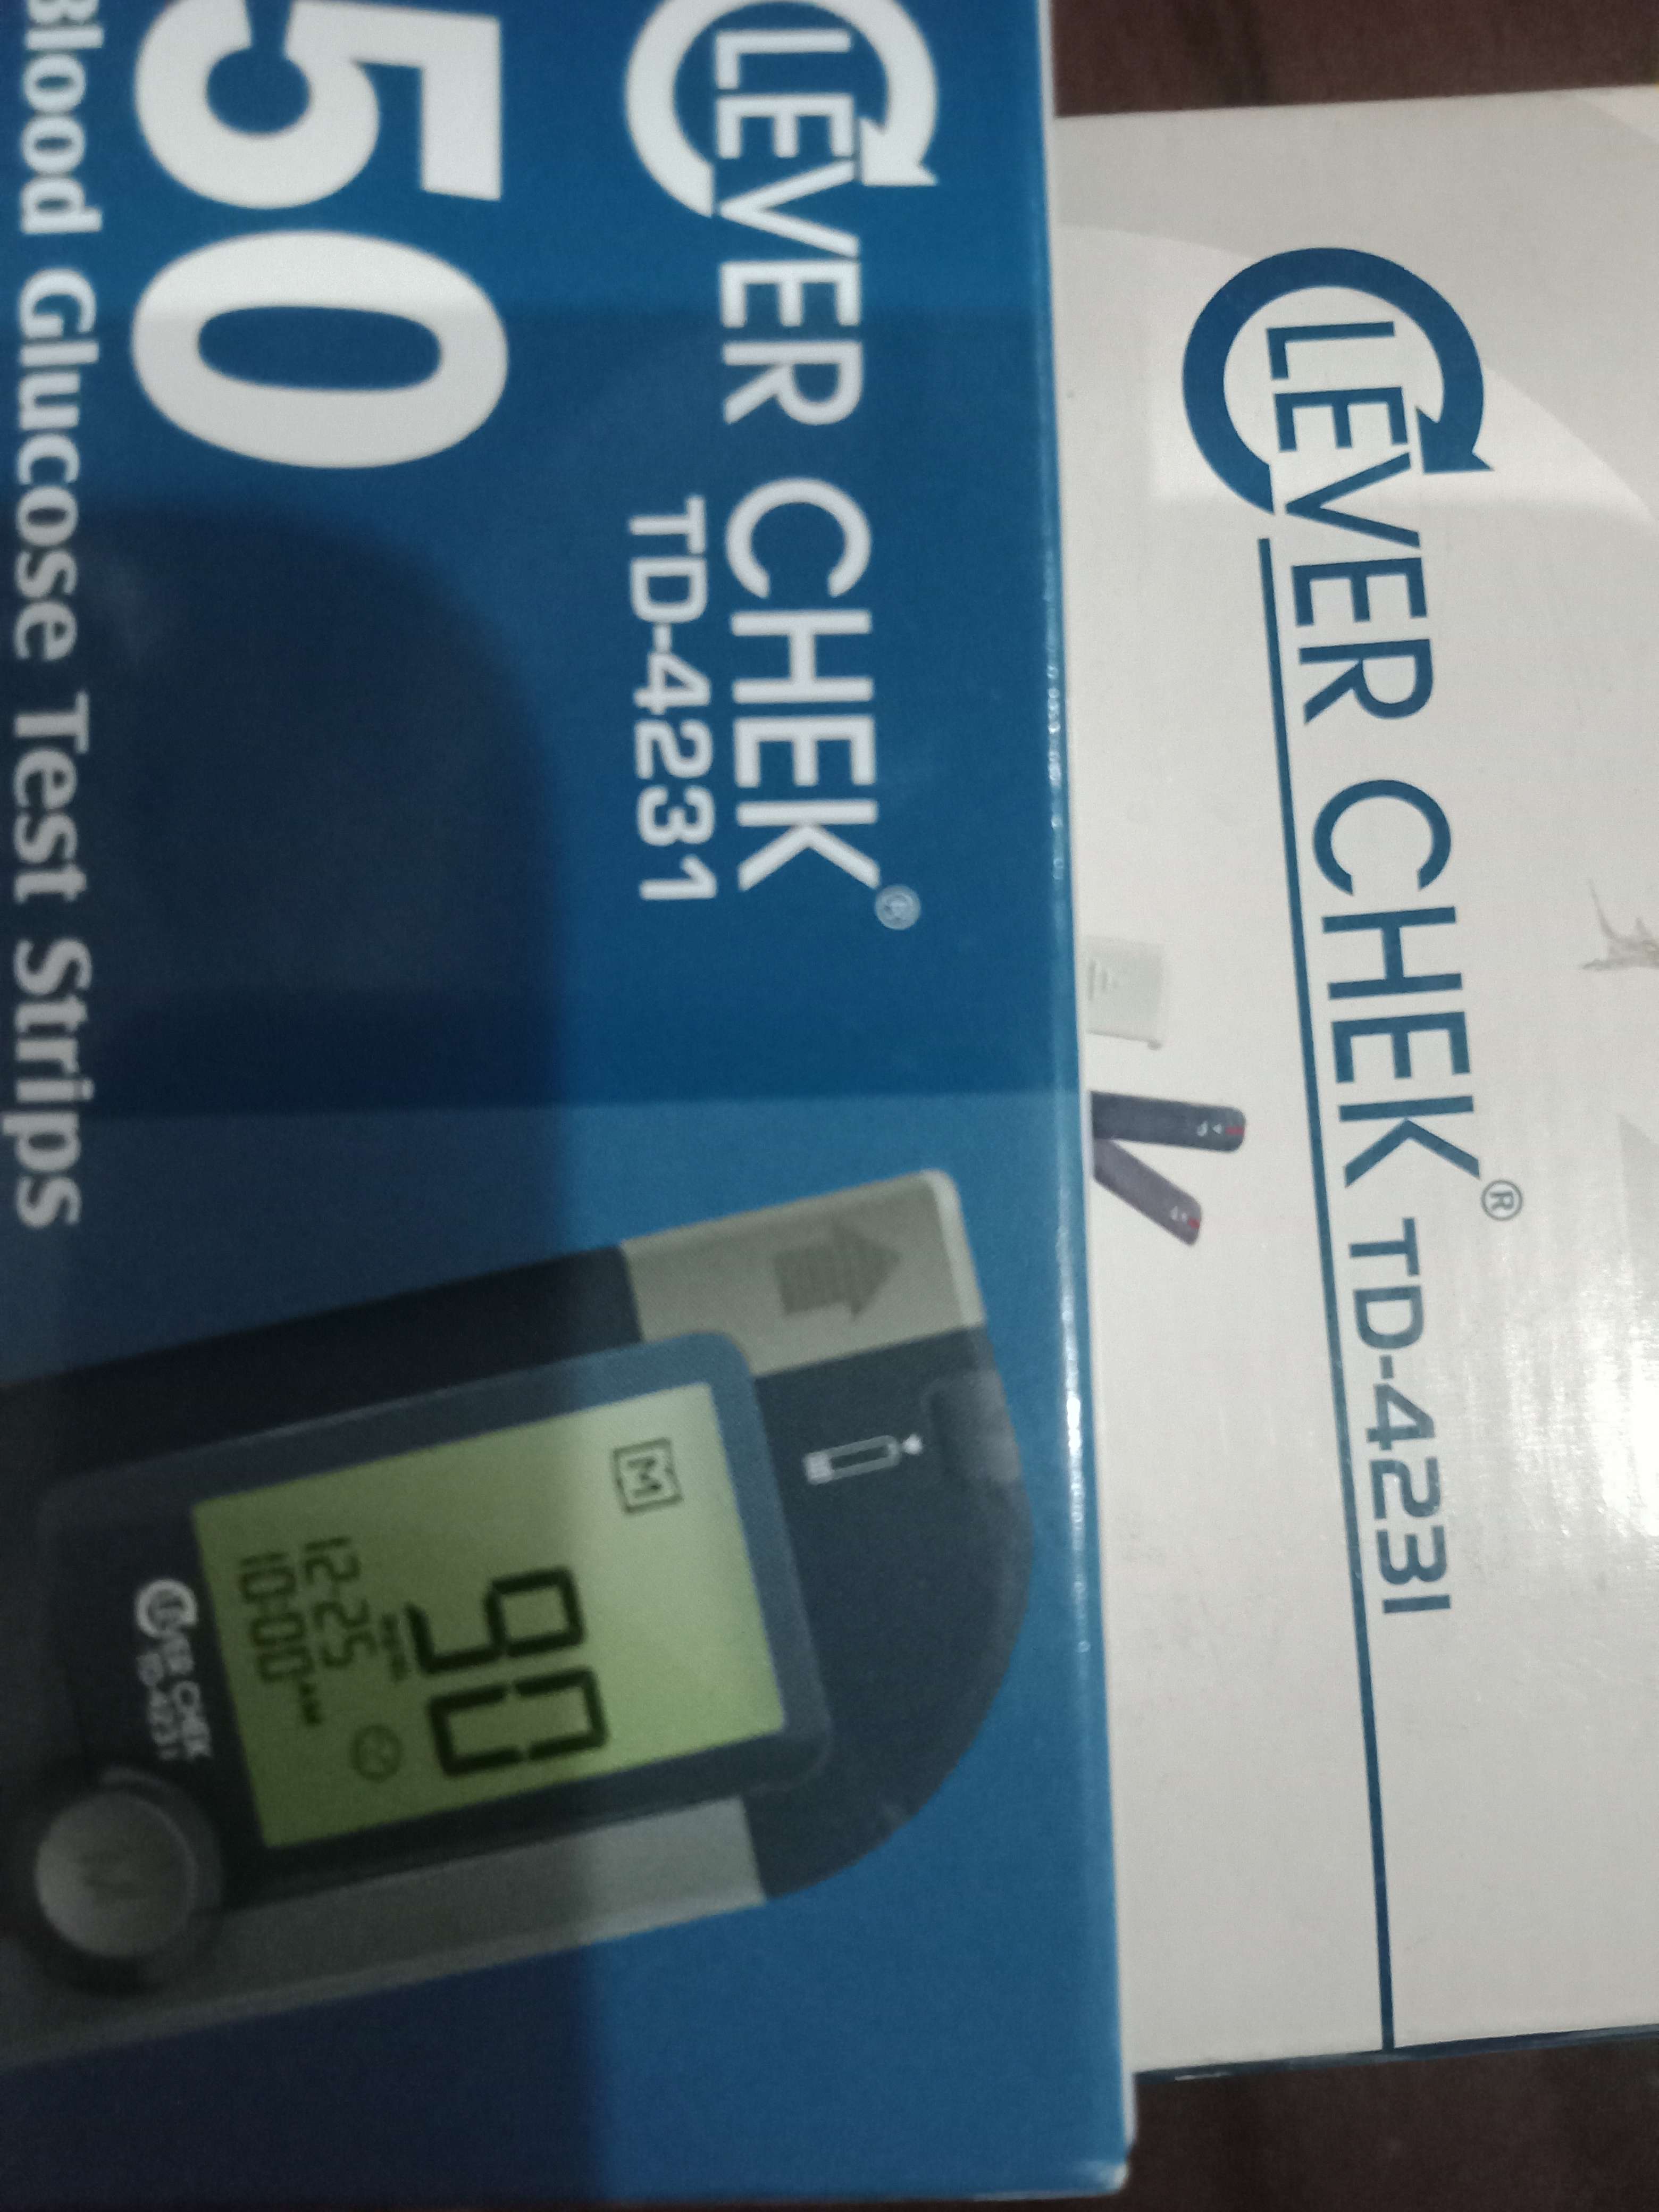 CLEVER CHEK® TD-4231
CLEVER CHEK®
TD-4231
50
Blood Glucose Test Strips
M
90
12-25
10:00 AM
CLEVER CHEK
TD-4231
M